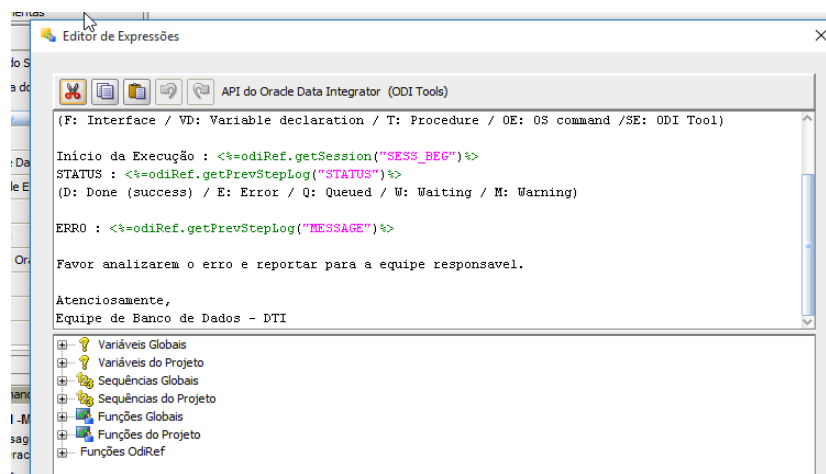 Editor de Expressões
API do Oracle Data Integrator (ODI Tools)
(F: Interface / VD: Variable declaration / T: Procedure / OE: OS command /SE: ODI Tool)
Início da Execução : <%=odiRef.getSession("SESS_BEG")%>
STATUS : <%=odiRef.getPrevStepLog("STATUS")%>
(D: Done (success) / E: Error / Q: Queued / W: Waiting / M: Warning)
ERRO : <%=odiRef.getPrevStepLog("MESSAGE")%>
Favor analizarem o erro e reportar para a equipe responsavel.
Atenciosamente,
Equipe de Banco de Dados - DTI
Variáveis Globais
Variáveis do Projeto
Sequências Globais
Sequências do Projeto
Funções Globais
Funções do Projeto
Funções OdiRef